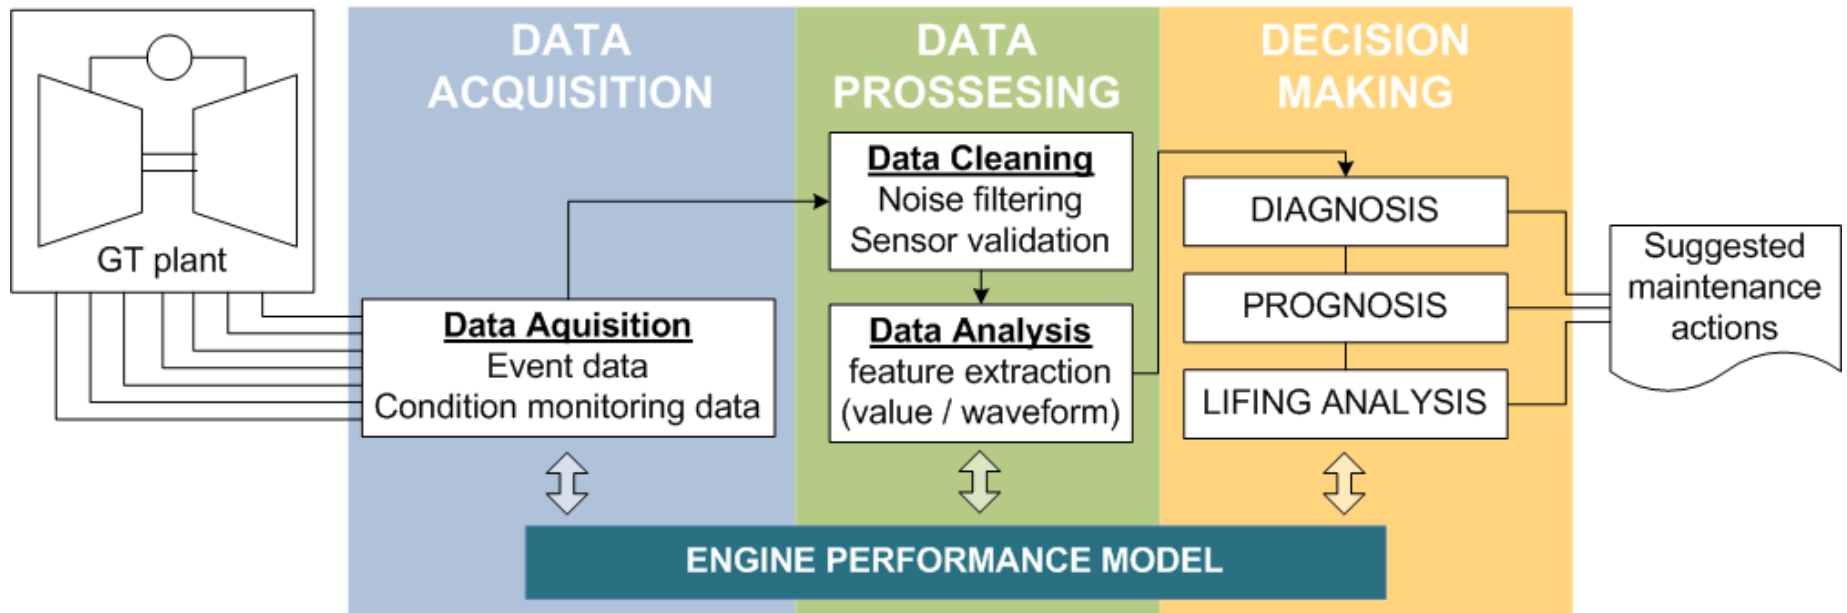 DATA
ACQUISITION
DATA
PROSSESING
DECISION
MAKING
GT plant
Data Aquisition
Event data
Condition monitoring data
Data Cleaning
Noise filtering
Sensor validation
Data Analysis
feature extraction
(value / waveform)
DIAGNOSIS
PROGNOSIS
LIFING ANALYSIS
Suggested
maintenance
actions
ENGINE PERFORMANCE MODEL